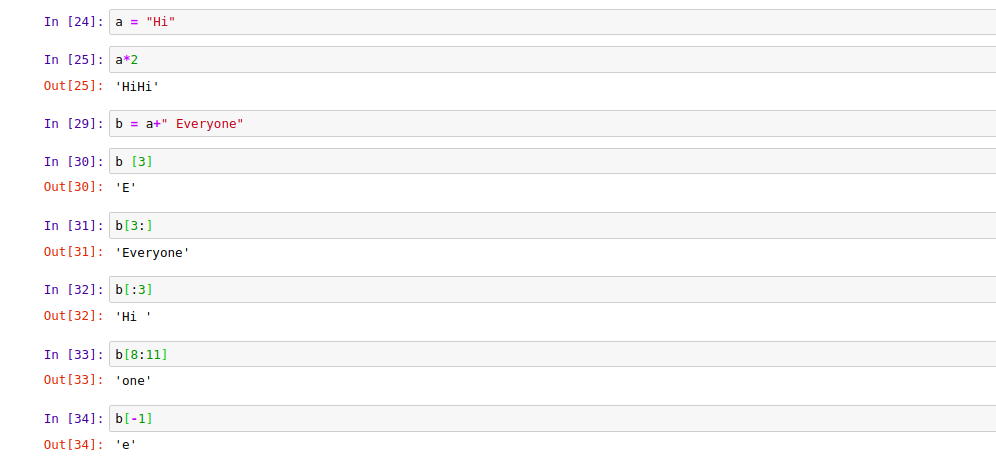 In [24]: a = "Hi"
In [25]: a*2
Out[25]: 'HiHi'
In [29]: b = a+" Everyone"
In [30]: b [3]
Out[30]: 'E'
In [31]: b[3:]
Out[31]: 'Everyone'
In [32]: b[:3]
Out[32]: 'Hi '
In [33]: b[8:11]
Out[33]: 'one'
In [34]: b[-1]
Out[34]: 'e'